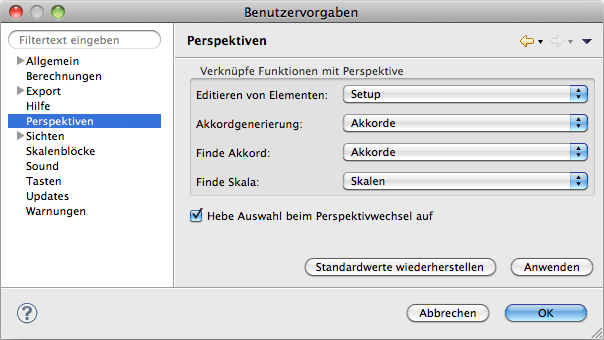 Benutzervorgaben
Filtertext eingeben
Allgemein
Berechnungen
Export
Hilfe
Perspektiven
Sichten
Skalenblöcke
Sound
Tasten
Updates
Warnungen
Perspektiven
Verknüpfe Funktionen mit Perspektive
Editieren von Elementen: Setup
Akkordgenerierung: Akkorde
Finde Akkord: Akkorde
Finde Skala: Skalen
Hebe Auswahl beim Perspektivwechsel auf
Standardwerte wiederherstellen Anwenden
? Abbrechen OK